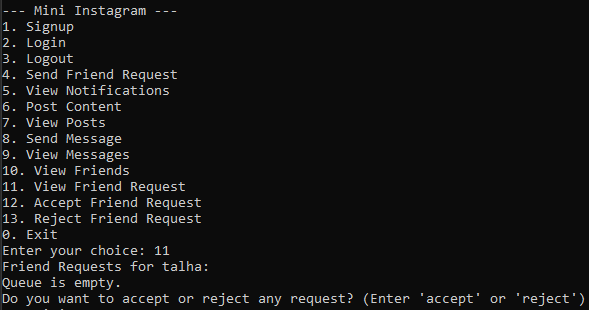 --- Mini Instagram ---
1. Signup
2. Login
3. Logout
4. Send Friend Request
5. View Notifications
6. Post Content
7. View Posts
8. Send Message
9. View Messages
10. View Friends
11. View Friend Request
12. Accept Friend Request
13. Reject Friend Request
0. Exit
Enter your choice: 11
Friend Requests for talha:
Queue is empty.
Do you want to accept or reject any request? (Enter 'accept' or 'reject')